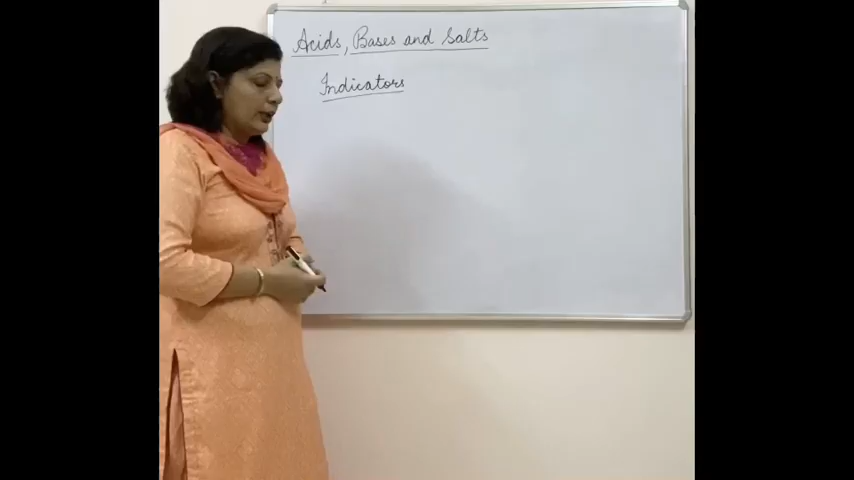 Acids, Bases and Salts
Indicators